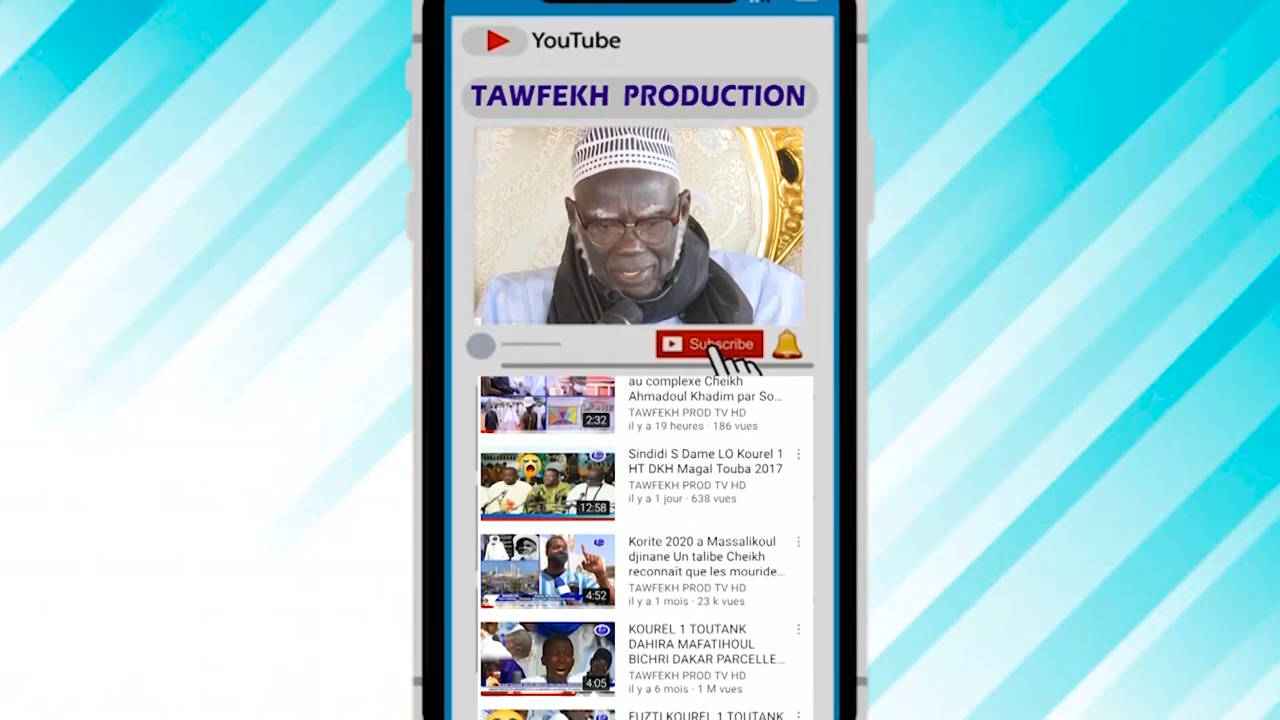 YouTube
TAWFEKH PRODUCTION
Subscribe
au complexe Cheikh
Ahmadoul Khadim par So...
TAWFEKH PROD TV HD
il y a 19 heures · 186 vues
2:32
Sindidi S Dame LO Kourel 1
HT DKH Magal Touba 2017
TAWFEKH PROD TV HD
il y a 1 jour · 638 vues
12:58
Korite 2020 a Massalikoul
djinane Un talibe Cheikh
reconnaît que les mouride...
TAWFEKH PROD TV HD
il y a 1 mois · 23 k vues
4:52
KOUREL 1 TOUTANK
DAHIRA MAFATIHOUL
BICHRI DAKAR PARCELLE...
TAWFEKH PROD TV HD
il y a 6 mois · 1 M vues
4:05
FUZTI KOUREL 1 TOUTANK